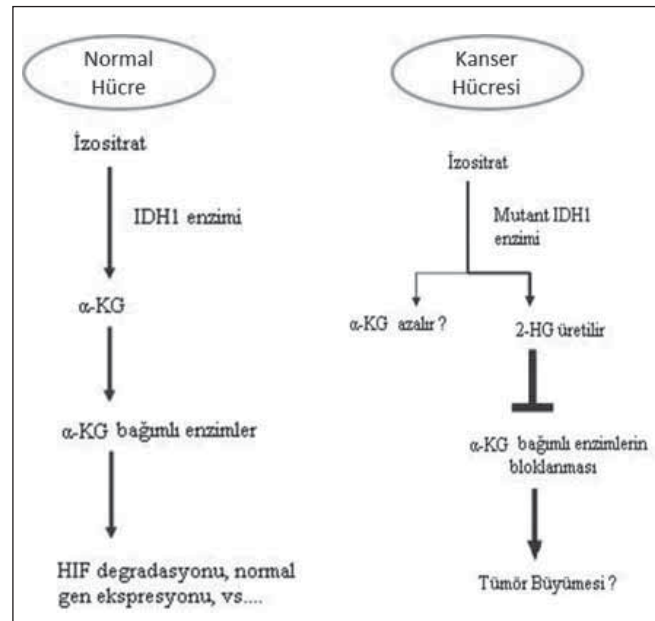 Normal
Hücre
İzositrat
IDH1 enzimi
α-KG
α-KG bağımlı enzimler
HIF degradasyonu, normal
gen ekspresyonu, vs....
Kanser
Hücresi
İzositrat
Mutant IDH1
enzimi
α-KG azalır ?
2-HG üretilir
α-KG bağımlı enzimlerin
bloklanması
Tümör Büyümesi ?